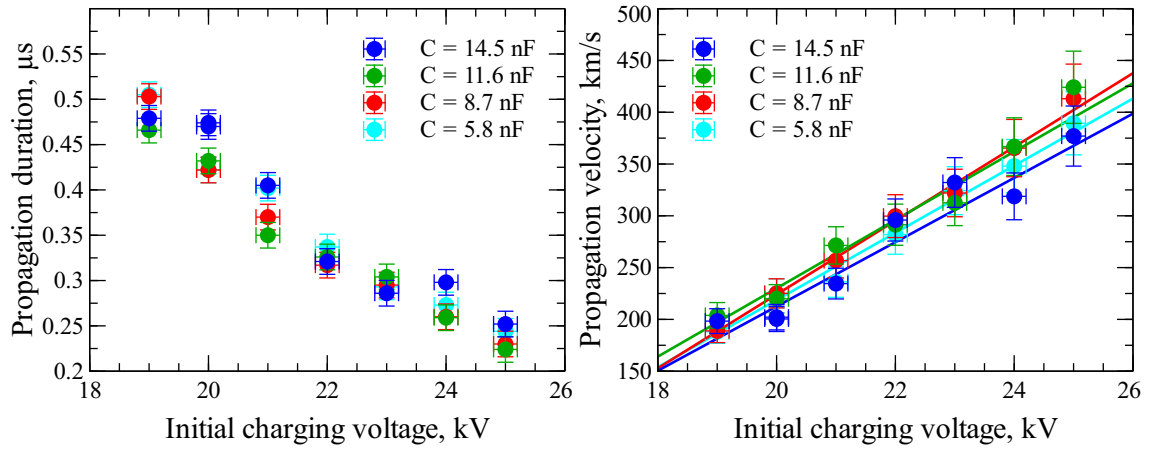 0.55
0.5
0.45
0.4
0.35
0.3
0.25
0.2
Propagation duration, μs
C = 14.5 nF
C = 11.6 nF
C = 8.7 nF
C = 5.8 nF
18 20 22 24 26
Initial charging voltage, kV
500
450
400
350
300
250
200
150
Propagation velocity, km/s
C = 14.5 nF
C = 11.6 nF
C = 8.7 nF
C = 5.8 nF
18 20 22 24 26
Initial charging voltage, kV